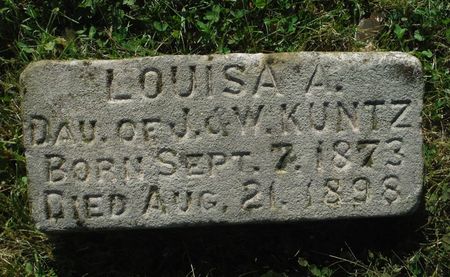 LOUISA A.
DAU. OF J. & W. KUNTZ
BORN SEPT. 7. 1873
DIED AUG. 21. 1898